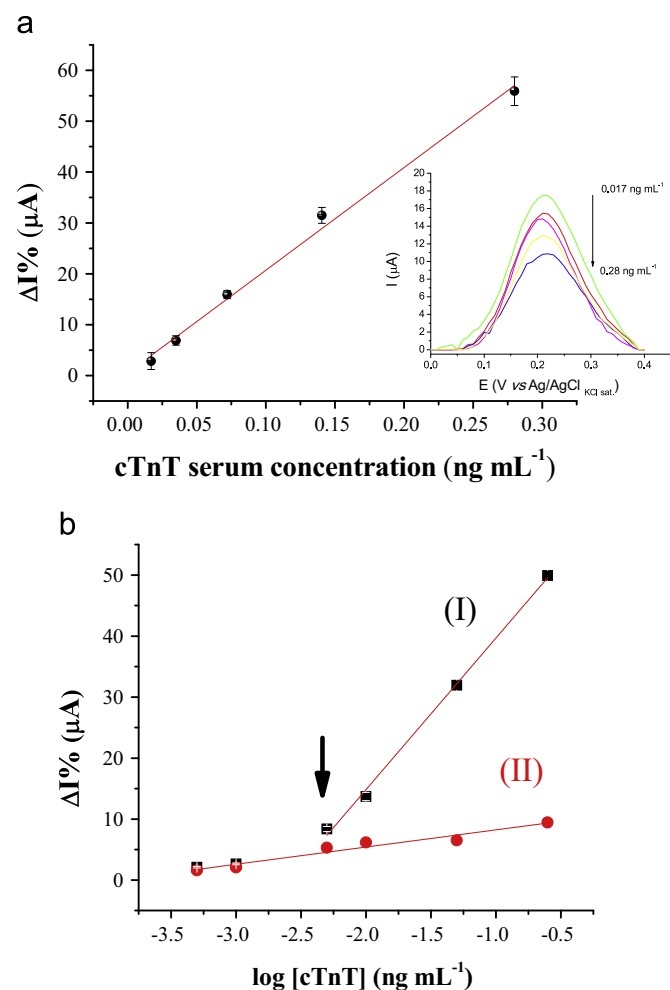 a
60
50
40
30
20
10
0
ΔI% (µA)
0.00 0.05 0.10 0.15 0.20 0.25 0.30
cTnT serum concentration (ng mL⁻¹)
20
18
16
14
12
10
8
6
4
2
0
I (µA)
0.017 ng mL⁻¹
0.28 ng mL⁻¹
0.0 0.1 0.2 0.3 0.4
E (V vs Ag/AgCl KCl sat.)
b
50
40
30
20
10
0
ΔI% (µA)
(I)
(II)
-3.5 -3.0 -2.5 -2.0 -1.5 -1.0 -0.5
log [cTnT] (ng mL⁻¹)